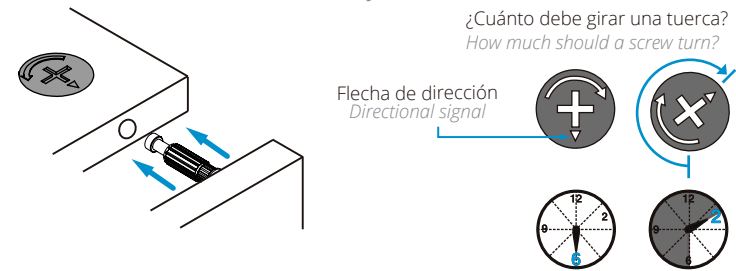 ¿Cuánto debe girar una tuerca?
How much should a screw turn?
Flecha de dirección
Directional signal
12
2
9
6
12
2
9
6